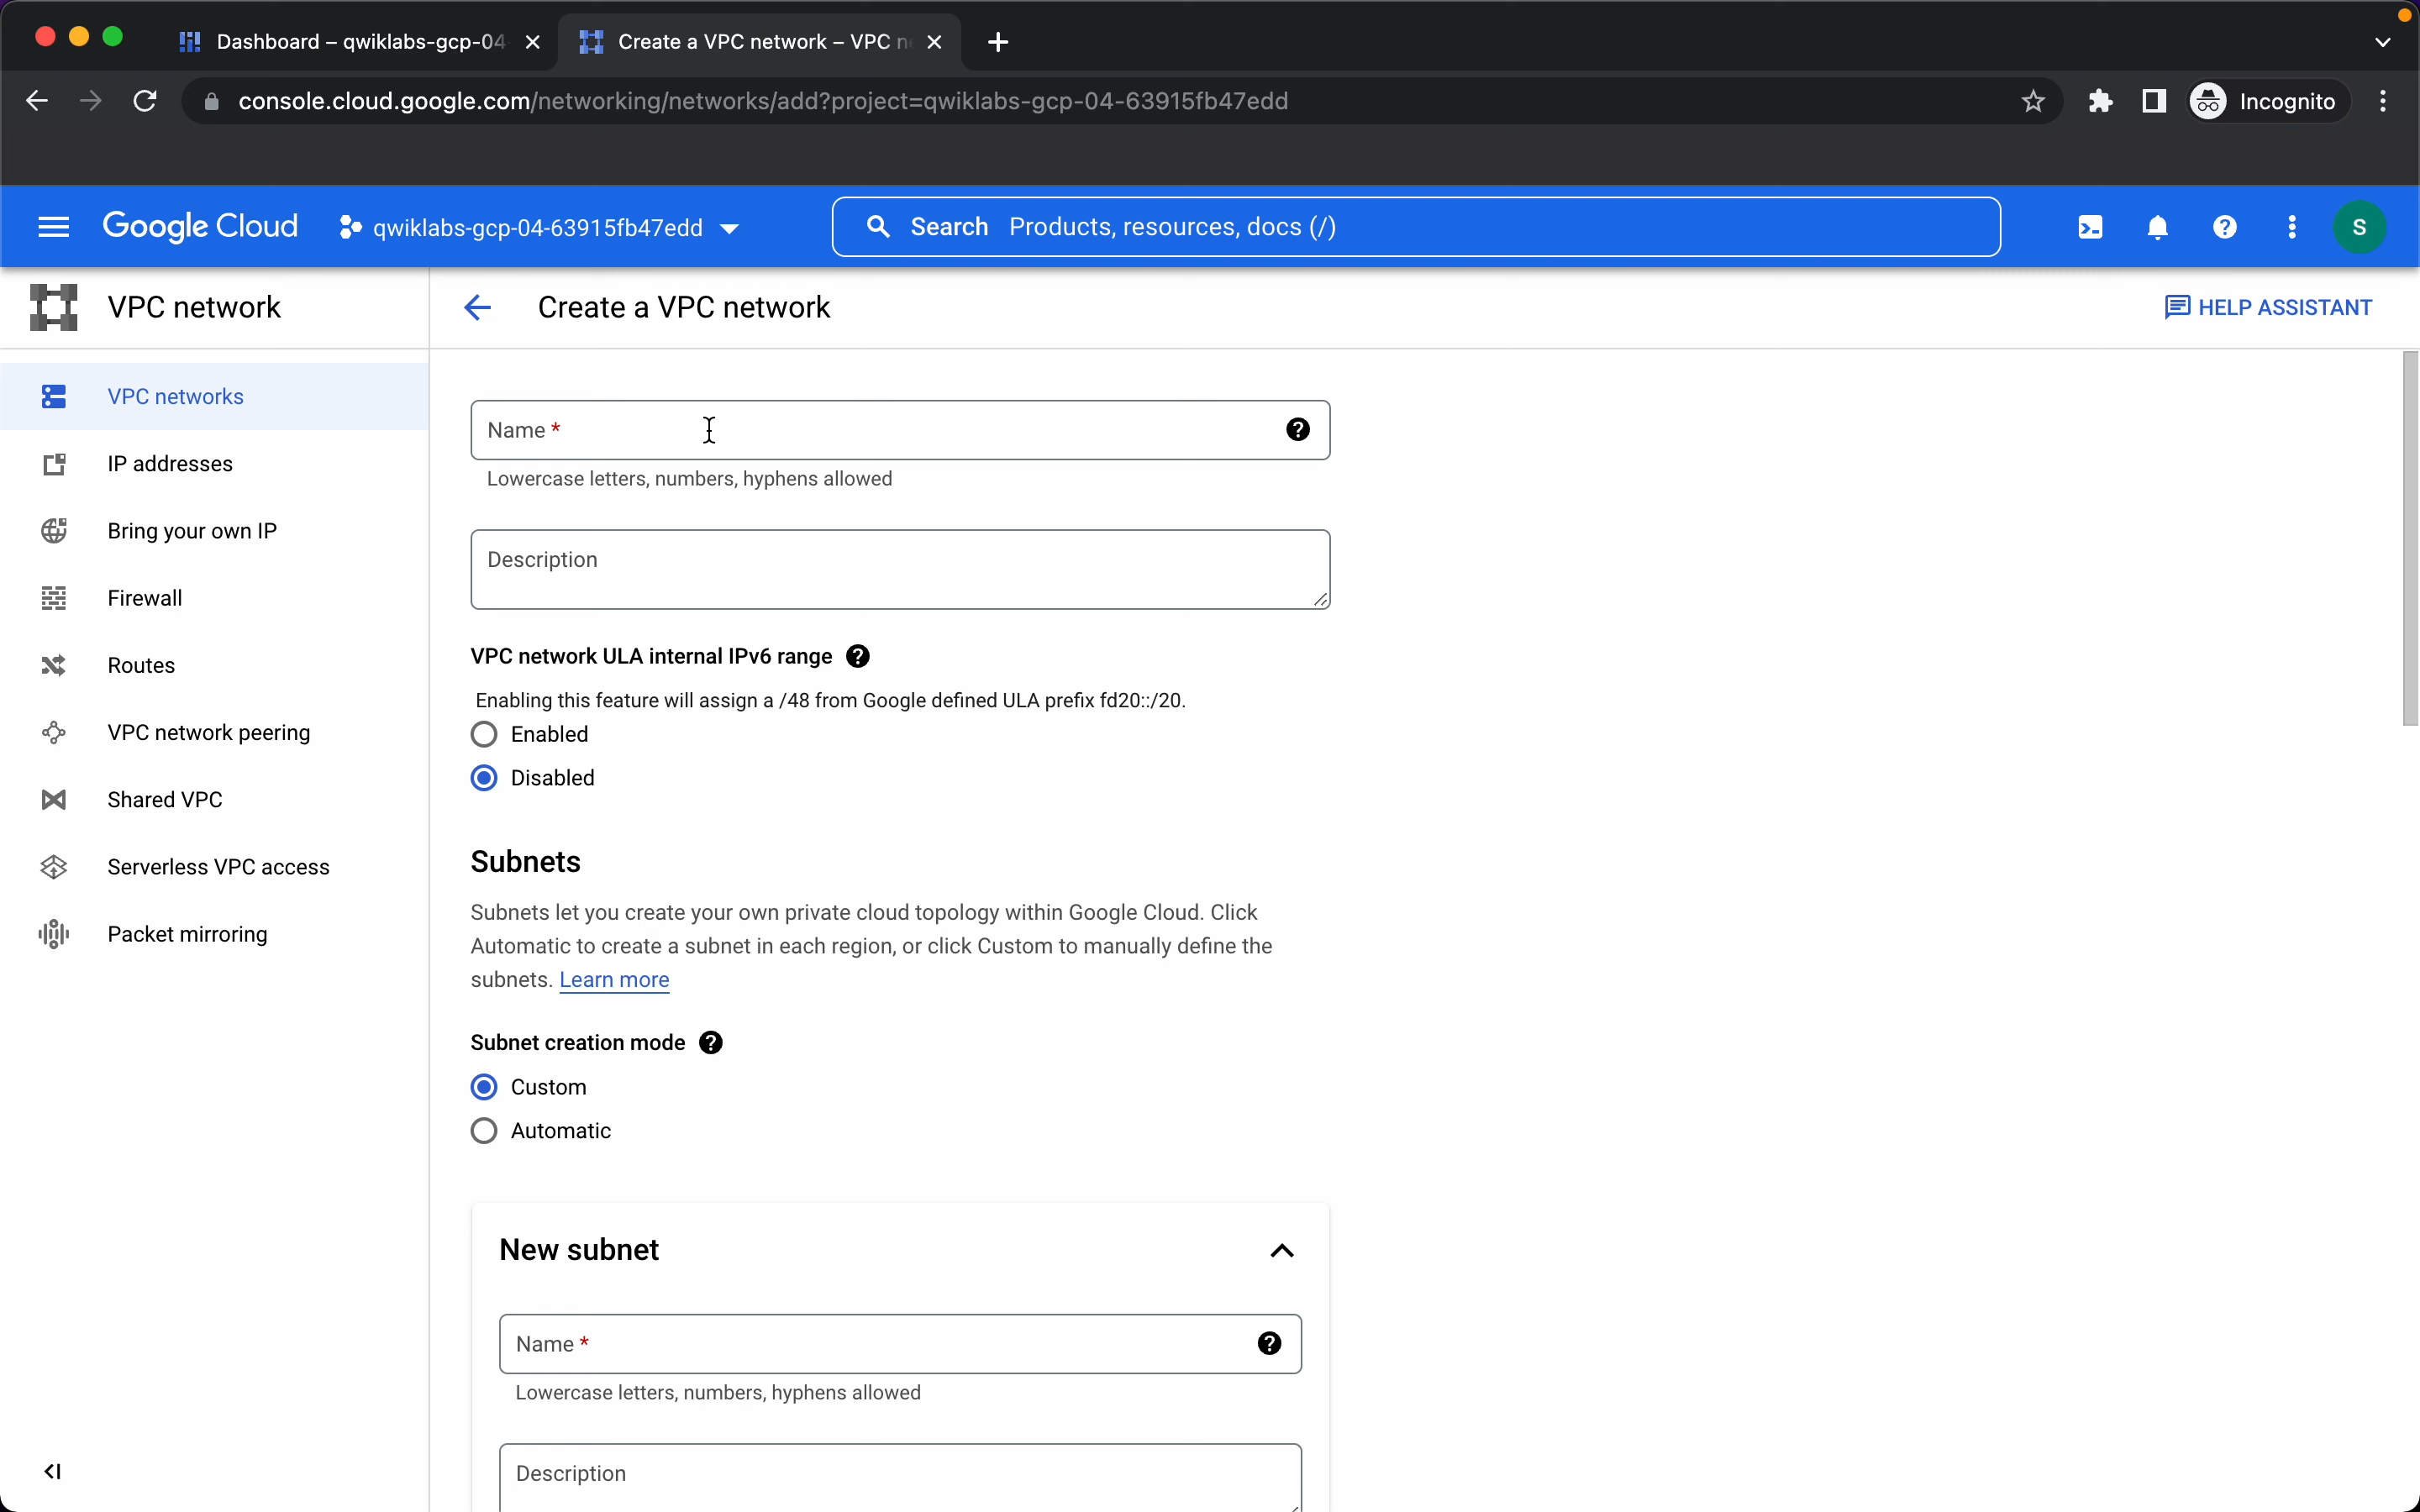 Dashboard – qwiklabs-gcp-04
Create a VPC network – VPC n
console.cloud.google.com/networking/networks/add?project=qwiklabs-gcp-04-63915fb47edd
Incognito
Google Cloud
qwiklabs-gcp-04-63915fb47edd
Search Products, resources, docs (/)
S
VPC network
Create a VPC network
HELP ASSISTANT
VPC networks
IP addresses
Bring your own IP
Firewall
Routes
VPC network peering
Shared VPC
Serverless VPC access
Packet mirroring
Name *
Lowercase letters, numbers, hyphens allowed
Description
VPC network ULA internal IPv6 range
Enabling this feature will assign a /48 from Google defined ULA prefix fd20::/20.
Enabled
Disabled
Subnets
Subnets let you create your own private cloud topology within Google Cloud. Click
Automatic to create a subnet in each region, or click Custom to manually define the
subnets. Learn more
Subnet creation mode
Custom
Automatic
New subnet
Name *
Lowercase letters, numbers, hyphens allowed
Description